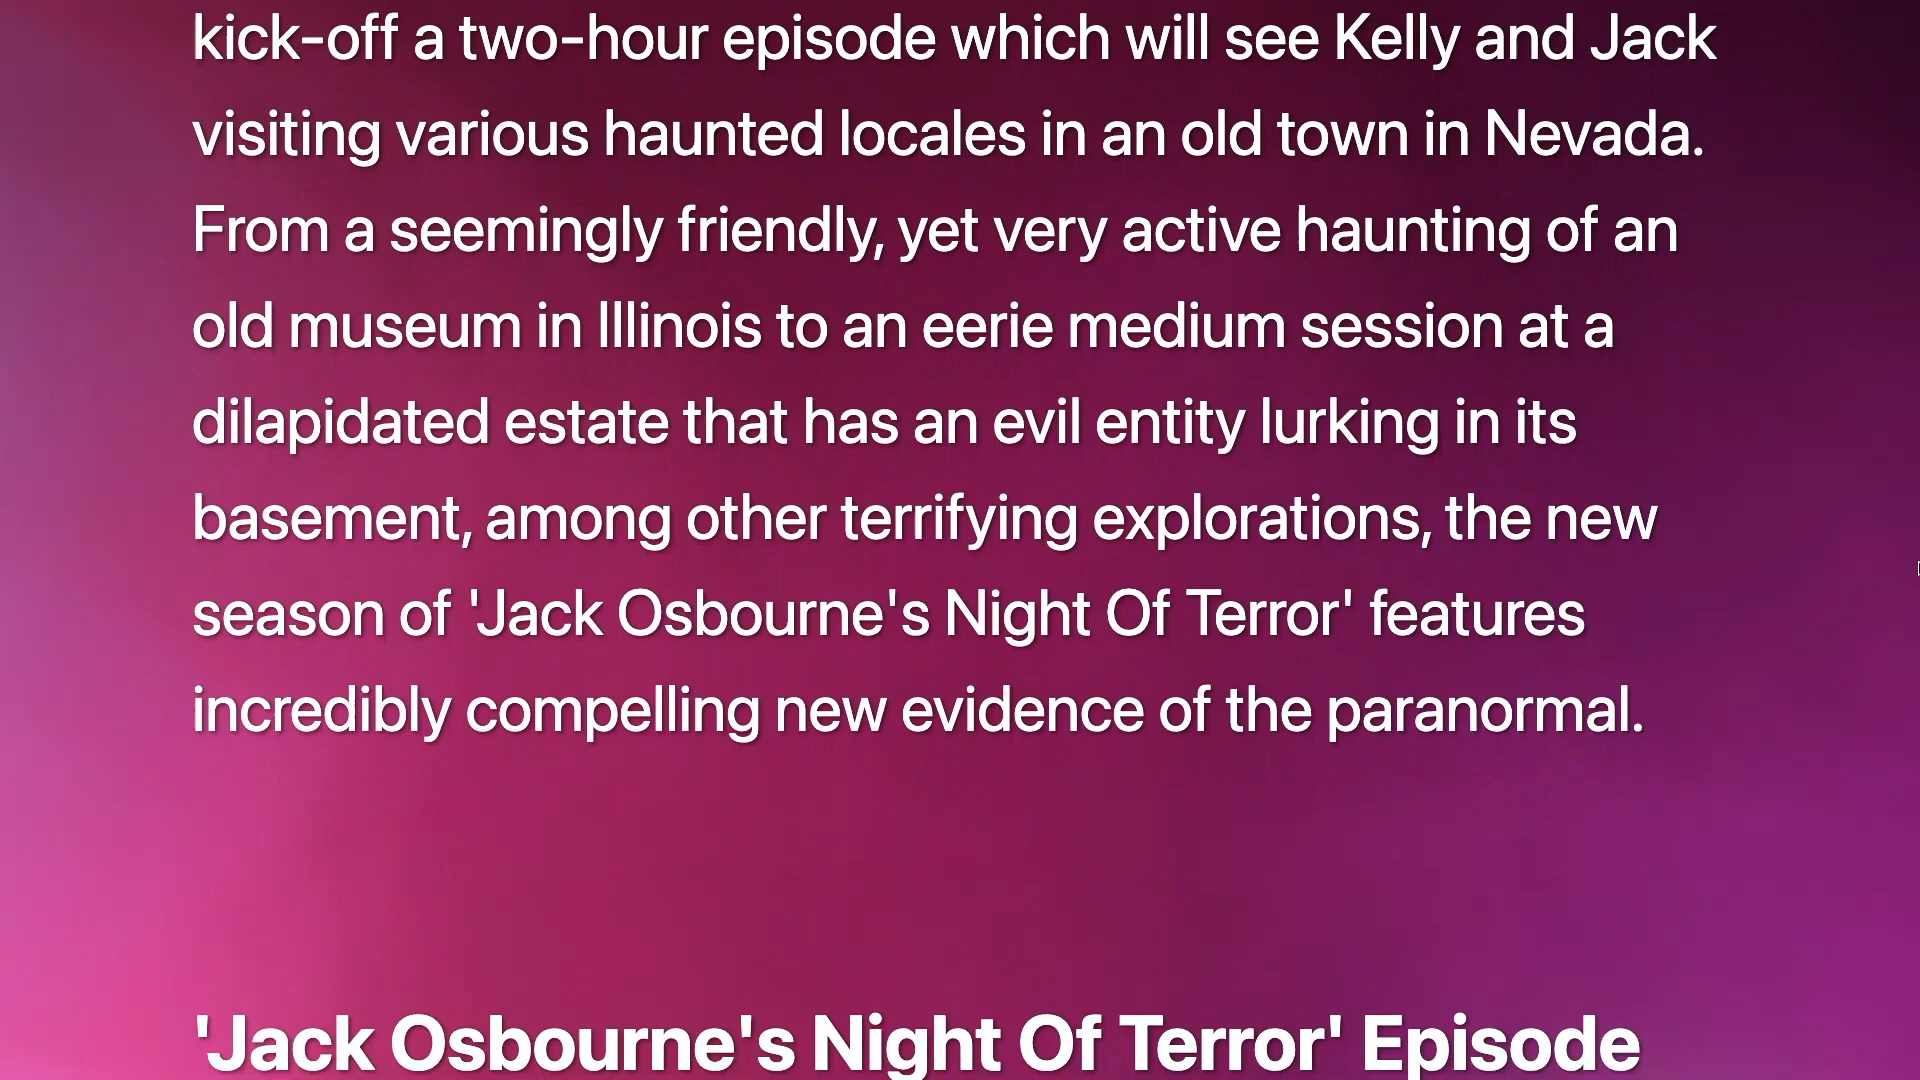 kick-off a two-hour episode which will see Kelly and Jack
visiting various haunted locales in an old town in Nevada.
From a seemingly friendly, yet very active haunting of an
old museum in Illinois to an eerie medium session at a
dilapidated estate that has an evil entity lurking in its
basement, among other terrifying explorations, the new
season of 'Jack Osbourne's Night Of Terror' features
incredibly compelling new evidence of the paranormal.
'Jack Osbourne's Night Of Terror' Episode